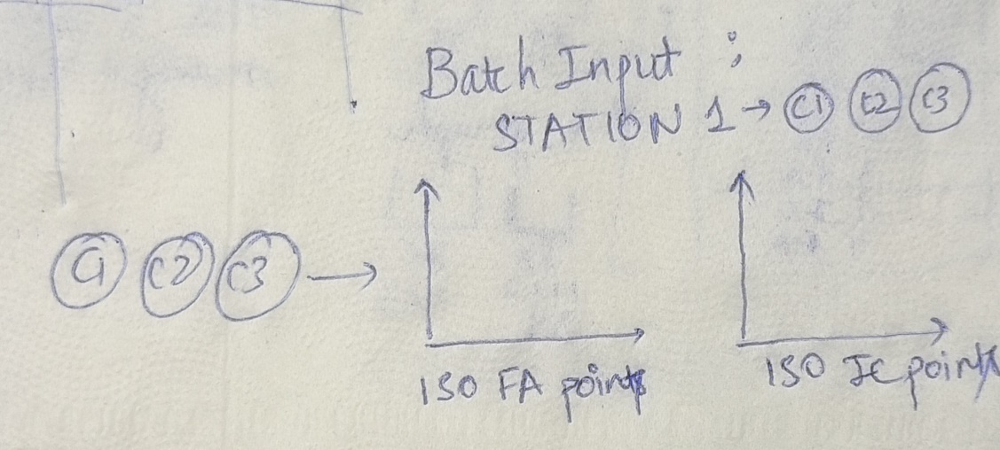 Batch Input :
STATION 1 → C1 C2 C3
C1 C2 C3 →
150 FA points
150 IC points